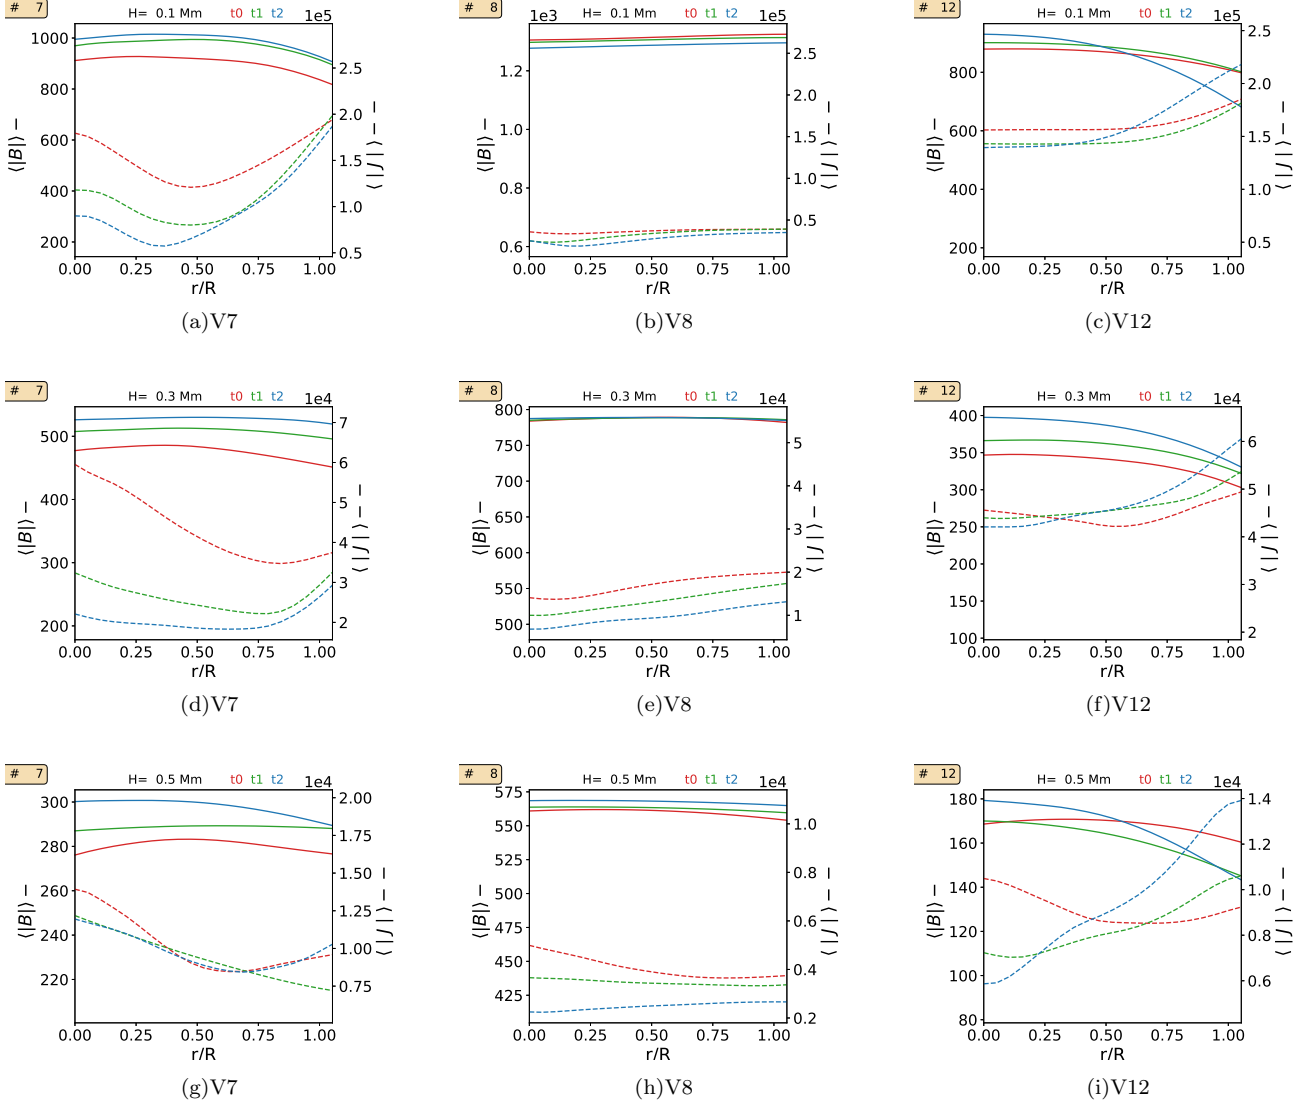 # 7 H= 0.1 Mm t0 t1 t2 1e5
1000
800
600
400
200
2.5
2.0
1.5
1.0
0.5
⟨|B|⟩ —
⟨ | J | ⟩ — —
0.00 0.25 0.50 0.75 1.00
r/R
(a)V7
# 8 1e3 H= 0.1 Mm t0 t1 t2 1e5
1.2
1.0
0.8
0.6
2.5
2.0
1.5
1.0
0.5
⟨|B|⟩ —
⟨ | J | ⟩ — —
0.00 0.25 0.50 0.75 1.00
r/R
(b)V8
# 12 H= 0.1 Mm t0 t1 t2 1e5
800
600
400
200
2.5
2.0
1.5
1.0
0.5
⟨|B|⟩ —
⟨ | J | ⟩ — —
0.00 0.25 0.50 0.75 1.00
r/R
(c)V12
# 7 H= 0.3 Mm t0 t1 t2 1e4
500
400
300
200
7
6
5
4
3
2
⟨|B|⟩ —
⟨ | J | ⟩ — —
0.00 0.25 0.50 0.75 1.00
r/R
(d)V7
# 8 H= 0.3 Mm t0 t1 t2 1e4
800
750
700
650
600
550
500
5
4
3
2
1
⟨|B|⟩ —
⟨ | J | ⟩ — —
0.00 0.25 0.50 0.75 1.00
r/R
(e)V8
# 12 H= 0.3 Mm t0 t1 t2 1e4
400
350
300
250
200
150
100
6
5
4
3
2
⟨|B|⟩ —
⟨ | J | ⟩ — —
0.00 0.25 0.50 0.75 1.00
r/R
(f)V12
# 7 H= 0.5 Mm t0 t1 t2 1e4
300
280
260
240
220
2.00
1.75
1.50
1.25
1.00
0.75
⟨|B|⟩ —
⟨ | J | ⟩ — —
0.00 0.25 0.50 0.75 1.00
r/R
(g)V7
# 8 H= 0.5 Mm t0 t1 t2 1e4
575
550
525
500
475
450
425
1.0
0.8
0.6
0.4
0.2
⟨|B|⟩ —
⟨ | J | ⟩ — —
0.00 0.25 0.50 0.75 1.00
r/R
(h)V8
# 12 H= 0.5 Mm t0 t1 t2 1e4
180
160
140
120
100
80
1.4
1.2
1.0
0.8
0.6
⟨|B|⟩ —
⟨ | J | ⟩ — —
0.00 0.25 0.50 0.75 1.00
r/R
(i)V12